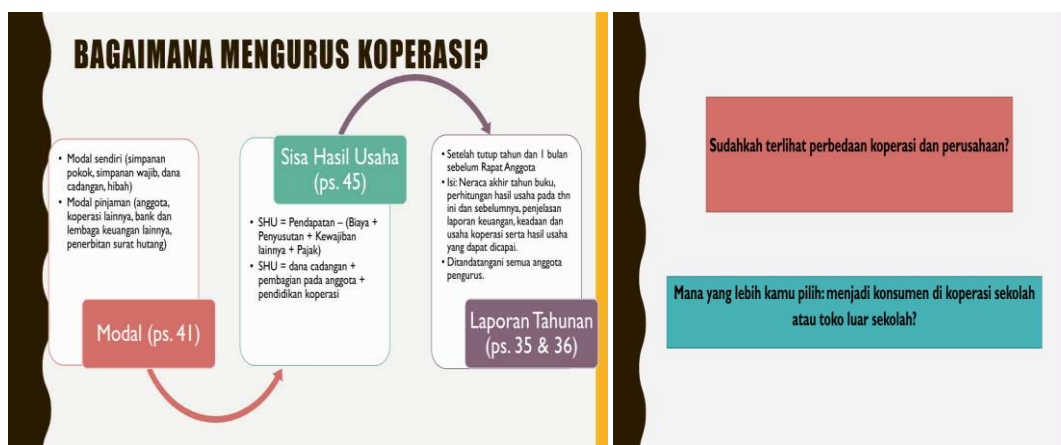 BAGAIMANA MENGURUS KOPERASI?
• Modal sendiri (simpanan
pokok, simpanan wajib, dana
cadangan, hibah)
• Modal pinjaman (anggota,
koperasi lainnya, bank dan
lembaga keuangan lainnya,
penerbitan surat hutang)
Modal (ps. 41)
Sisa Hasil Usaha
(ps. 45)
• SHU = Pendapatan – (Biaya +
Penyusutan + Kewajiban
lainnya + Pajak)
• SHU = dana cadangan +
pembagian pada anggota +
pendidikan koperasi
• Setelah tutup tahun dan 1 bulan
sebelum Rapat Anggota
• Isi: Neraca akhir tahun buku,
perhitungan hasil usaha pada thn
ini dan sebelumnya, penjelasan
laporan keuangan, keadaan dan
usaha koperasi serta hasil usaha
yang dapat dicapai.
• Ditandatangani semua anggota
pengurus.
Laporan Tahunan
(ps. 35 & 36)
Sudahkah terlihat perbedaan koperasi dan perusahaan?
Mana yang lebih kamu pilih: menjadi konsumen di koperasi sekolah
atau toko luar sekolah?